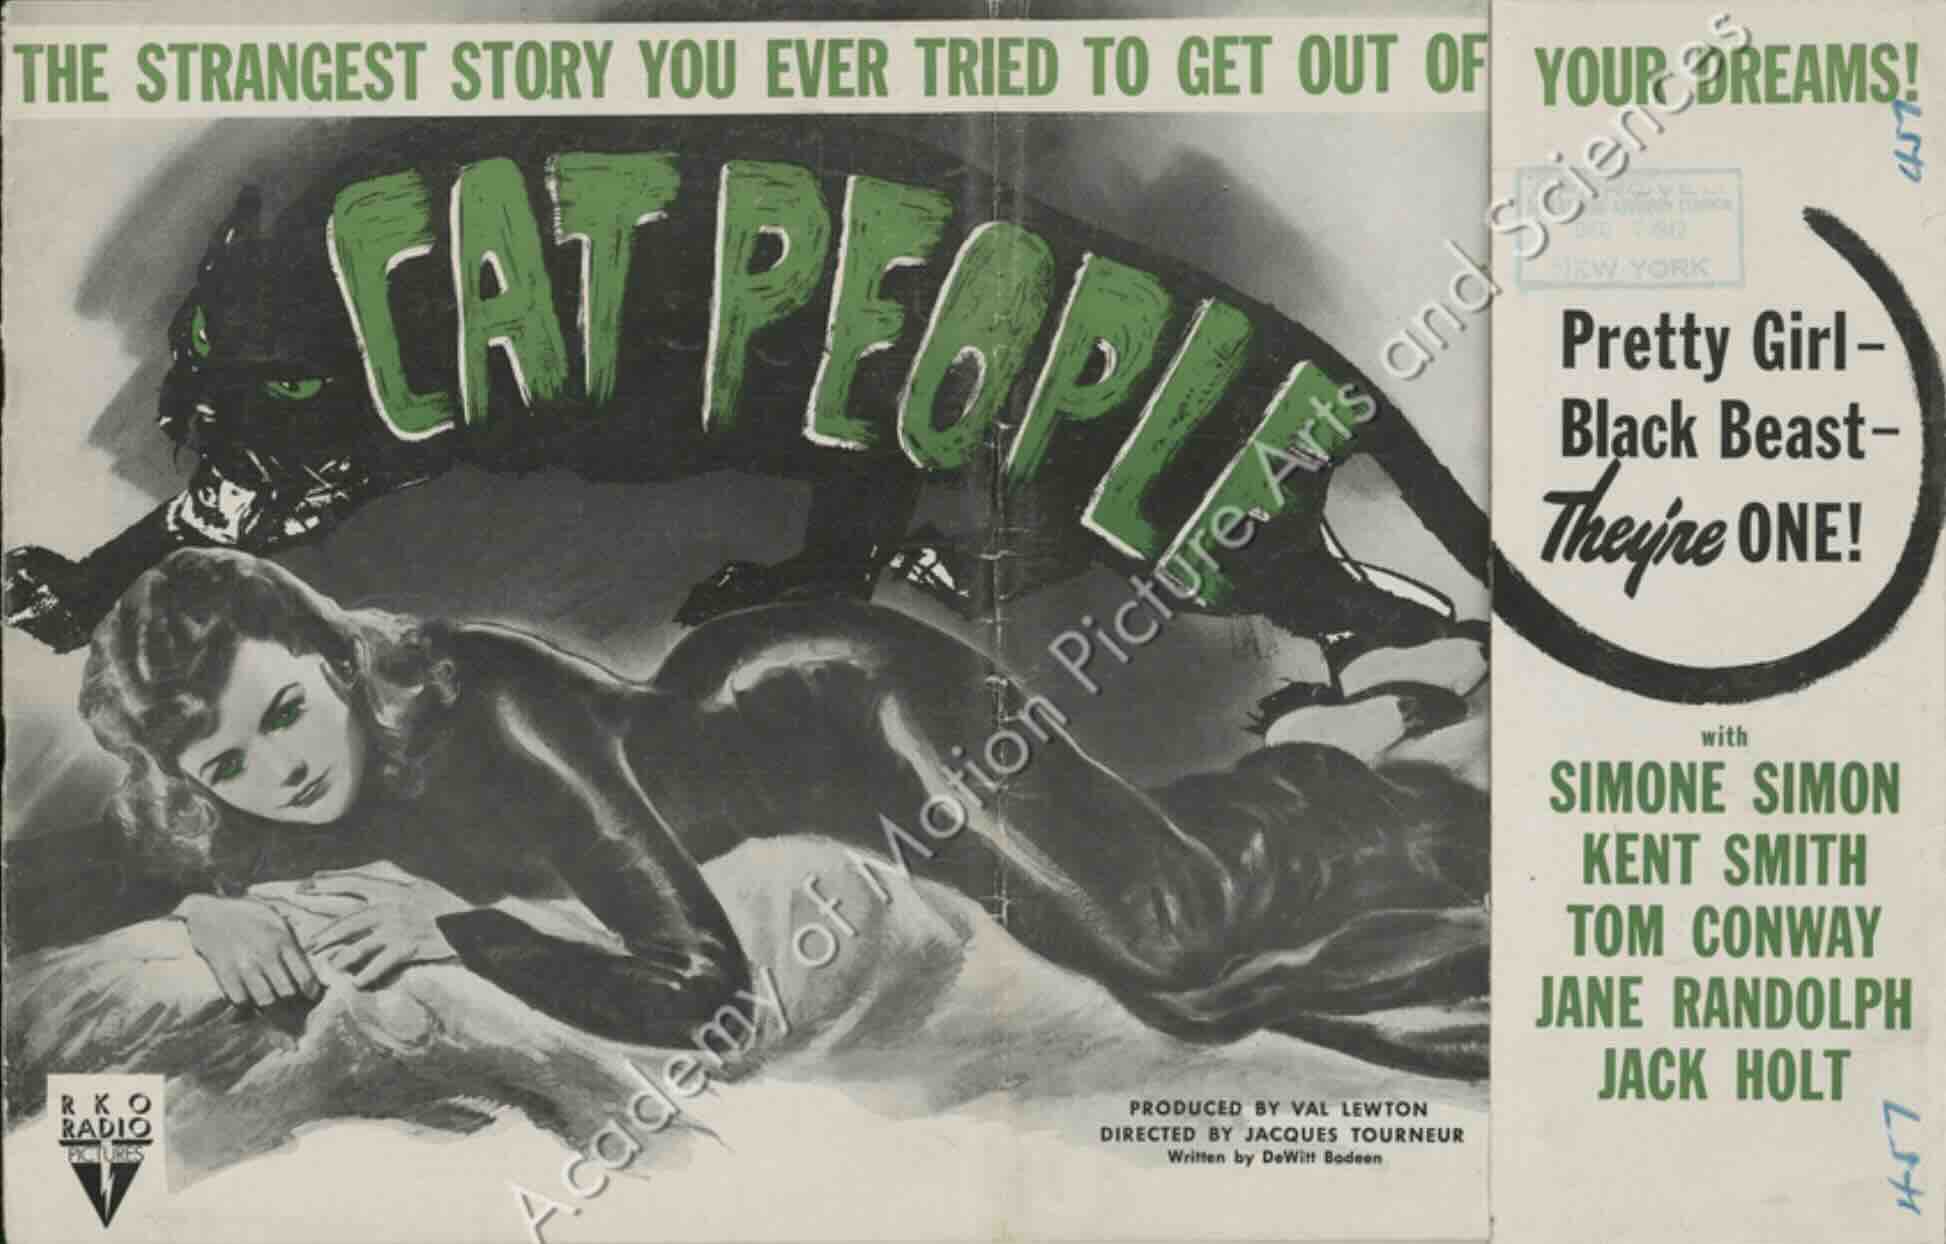 THE STRANGEST STORY YOU EVER TRIED TO GET OUT OF YOUR DREAMS!
CAT PEOPLE
457
NEW YORK
Pretty Girl-
Black Beast-
They're ONE!
with
SIMONE SIMON
KENT SMITH
TOM CONWAY
JANE RANDOLPH
JACK HOLT
PRODUCED BY VAL LEWTON
DIRECTED BY JACQUES TOURNEUR
Written by DeWitt Bodeen
RKO
RADIO
PICTURES
457
Academy of Motion Picture Arts and Sciences